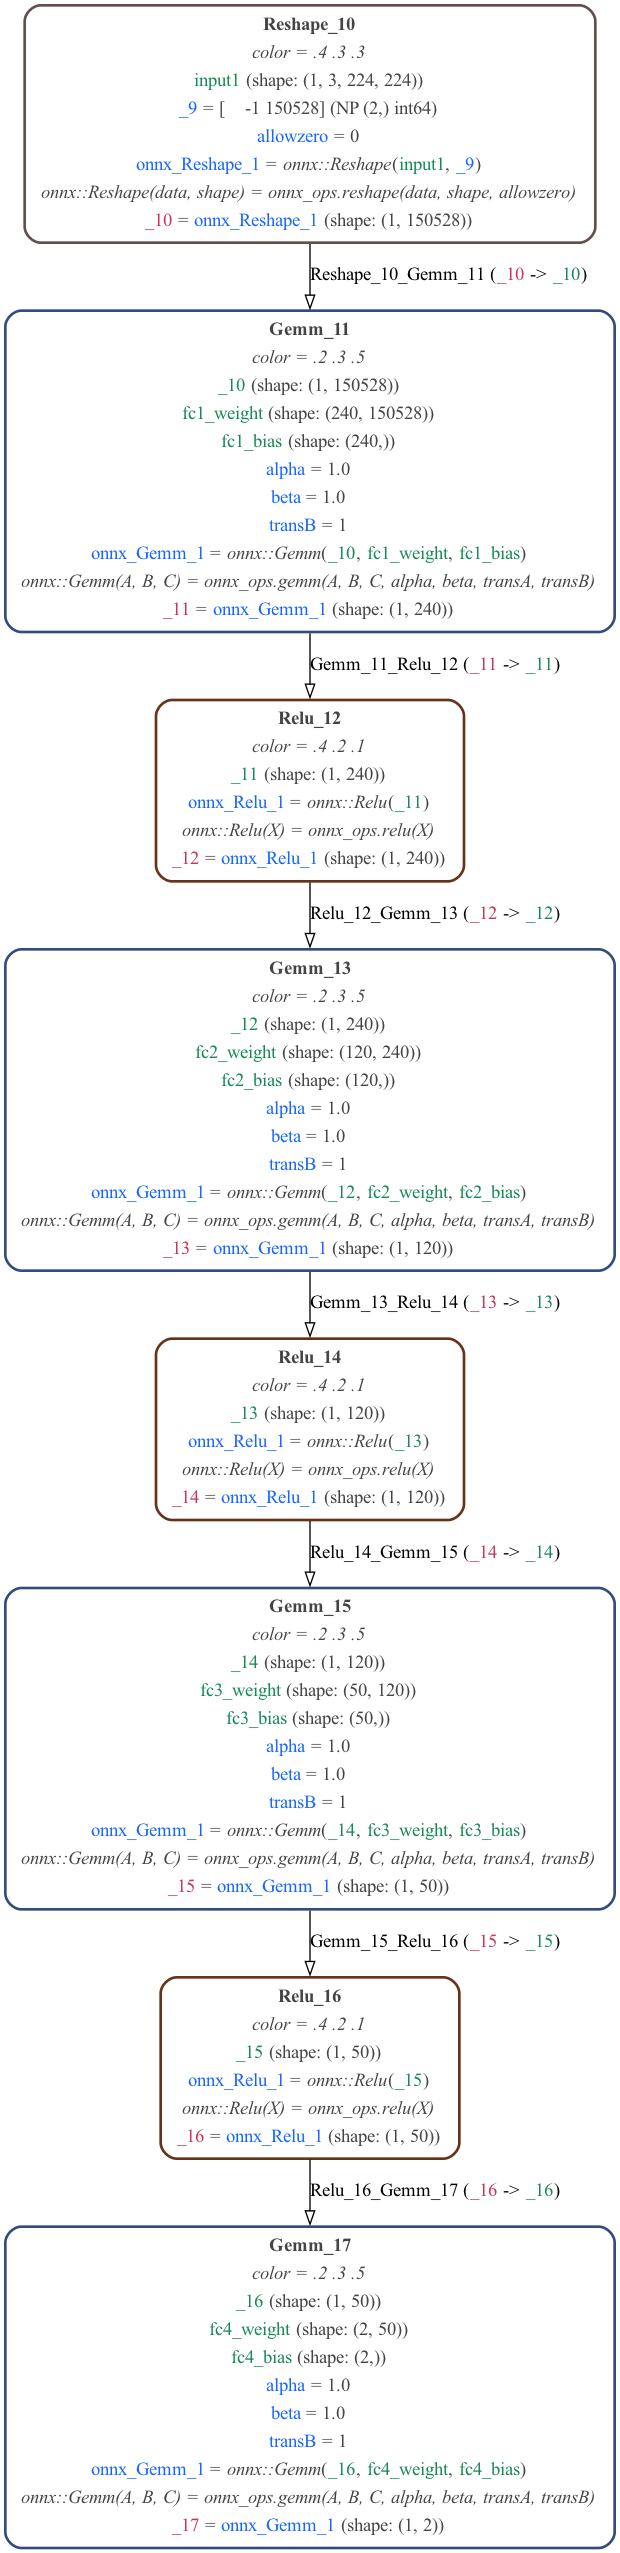 Reshape_10
color = .4 .3 .3
input1 (shape: (1, 3, 224, 224))
_9 = [    -1 150528] (NP (2,) int64)
allowzero = 0
onnx_Reshape_1 = onnx::Reshape(input1, _9)
onnx::Reshape(data, shape) = onnx_ops.reshape(data, shape, allowzero)
_10 = onnx_Reshape_1 (shape: (1, 150528))
Reshape_10_Gemm_11 (_10 -> _10)
Gemm_11
color = .2 .3 .5
_10 (shape: (1, 150528))
fc1_weight (shape: (240, 150528))
fc1_bias (shape: (240,))
alpha = 1.0
beta = 1.0
transB = 1
onnx_Gemm_1 = onnx::Gemm(_10, fc1_weight, fc1_bias)
onnx::Gemm(A, B, C) = onnx_ops.gemm(A, B, C, alpha, beta, transA, transB)
_11 = onnx_Gemm_1 (shape: (1, 240))
Gemm_11_Relu_12 (_11 -> _11)
Relu_12
color = .4 .2 .1
_11 (shape: (1, 240))
onnx_Relu_1 = onnx::Relu(_11)
onnx::Relu(X) = onnx_ops.relu(X)
_12 = onnx_Relu_1 (shape: (1, 240))
Relu_12_Gemm_13 (_12 -> _12)
Gemm_13
color = .2 .3 .5
_12 (shape: (1, 240))
fc2_weight (shape: (120, 240))
fc2_bias (shape: (120,))
alpha = 1.0
beta = 1.0
transB = 1
onnx_Gemm_1 = onnx::Gemm(_12, fc2_weight, fc2_bias)
onnx::Gemm(A, B, C) = onnx_ops.gemm(A, B, C, alpha, beta, transA, transB)
_13 = onnx_Gemm_1 (shape: (1, 120))
Gemm_13_Relu_14 (_13 -> _13)
Relu_14
color = .4 .2 .1
_13 (shape: (1, 120))
onnx_Relu_1 = onnx::Relu(_13)
onnx::Relu(X) = onnx_ops.relu(X)
_14 = onnx_Relu_1 (shape: (1, 120))
Relu_14_Gemm_15 (_14 -> _14)
Gemm_15
color = .2 .3 .5
_14 (shape: (1, 120))
fc3_weight (shape: (50, 120))
fc3_bias (shape: (50,))
alpha = 1.0
beta = 1.0
transB = 1
onnx_Gemm_1 = onnx::Gemm(_14, fc3_weight, fc3_bias)
onnx::Gemm(A, B, C) = onnx_ops.gemm(A, B, C, alpha, beta, transA, transB)
_15 = onnx_Gemm_1 (shape: (1, 50))
Gemm_15_Relu_16 (_15 -> _15)
Relu_16
color = .4 .2 .1
_15 (shape: (1, 50))
onnx_Relu_1 = onnx::Relu(_15)
onnx::Relu(X) = onnx_ops.relu(X)
_16 = onnx_Relu_1 (shape: (1, 50))
Relu_16_Gemm_17 (_16 -> _16)
Gemm_17
color = .2 .3 .5
_16 (shape: (1, 50))
fc4_weight (shape: (2, 50))
fc4_bias (shape: (2,))
alpha = 1.0
beta = 1.0
transB = 1
onnx_Gemm_1 = onnx::Gemm(_16, fc4_weight, fc4_bias)
onnx::Gemm(A, B, C) = onnx_ops.gemm(A, B, C, alpha, beta, transA, transB)
_17 = onnx_Gemm_1 (shape: (1, 2))